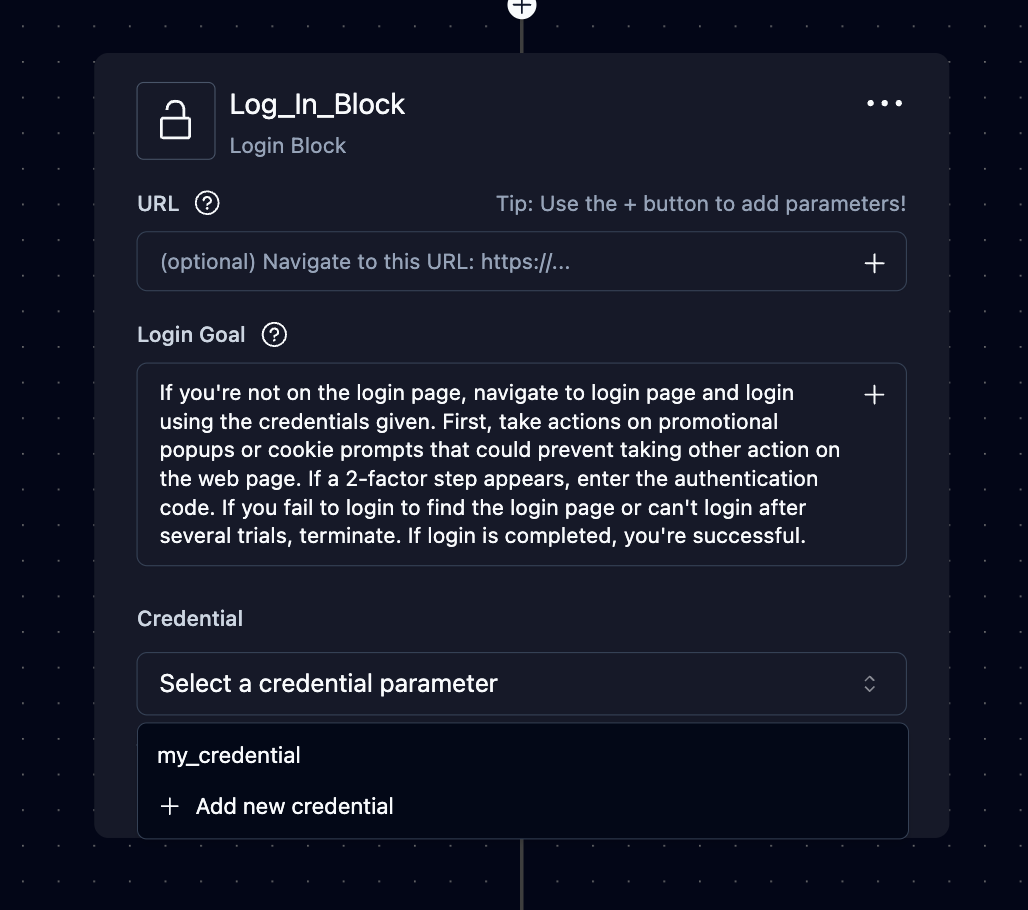 Log_In_Block
Login Block
URL
Tip: Use the + button to add parameters!
(optional) Navigate to this URL: https://...
Login Goal
If you're not on the login page, navigate to login page and login
using the credentials given. First, take actions on promotional
popups or cookie prompts that could prevent taking other action on
the web page. If a 2-factor step appears, enter the authentication
code. If you fail to login to find the login page or can't login after
several trials, terminate. If login is completed, you're successful.
Credential
Select a credential parameter
my_credential
+ Add new credential